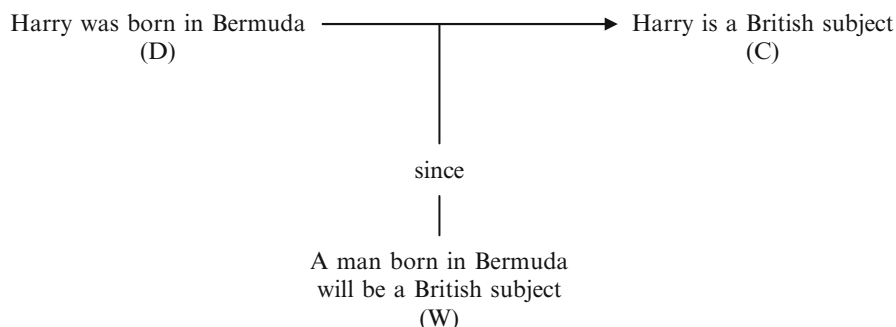 Harry was born in Bermuda
(D)
Harry is a British subject
(C)
since
A man born in Bermuda
will be a British subject
(W)